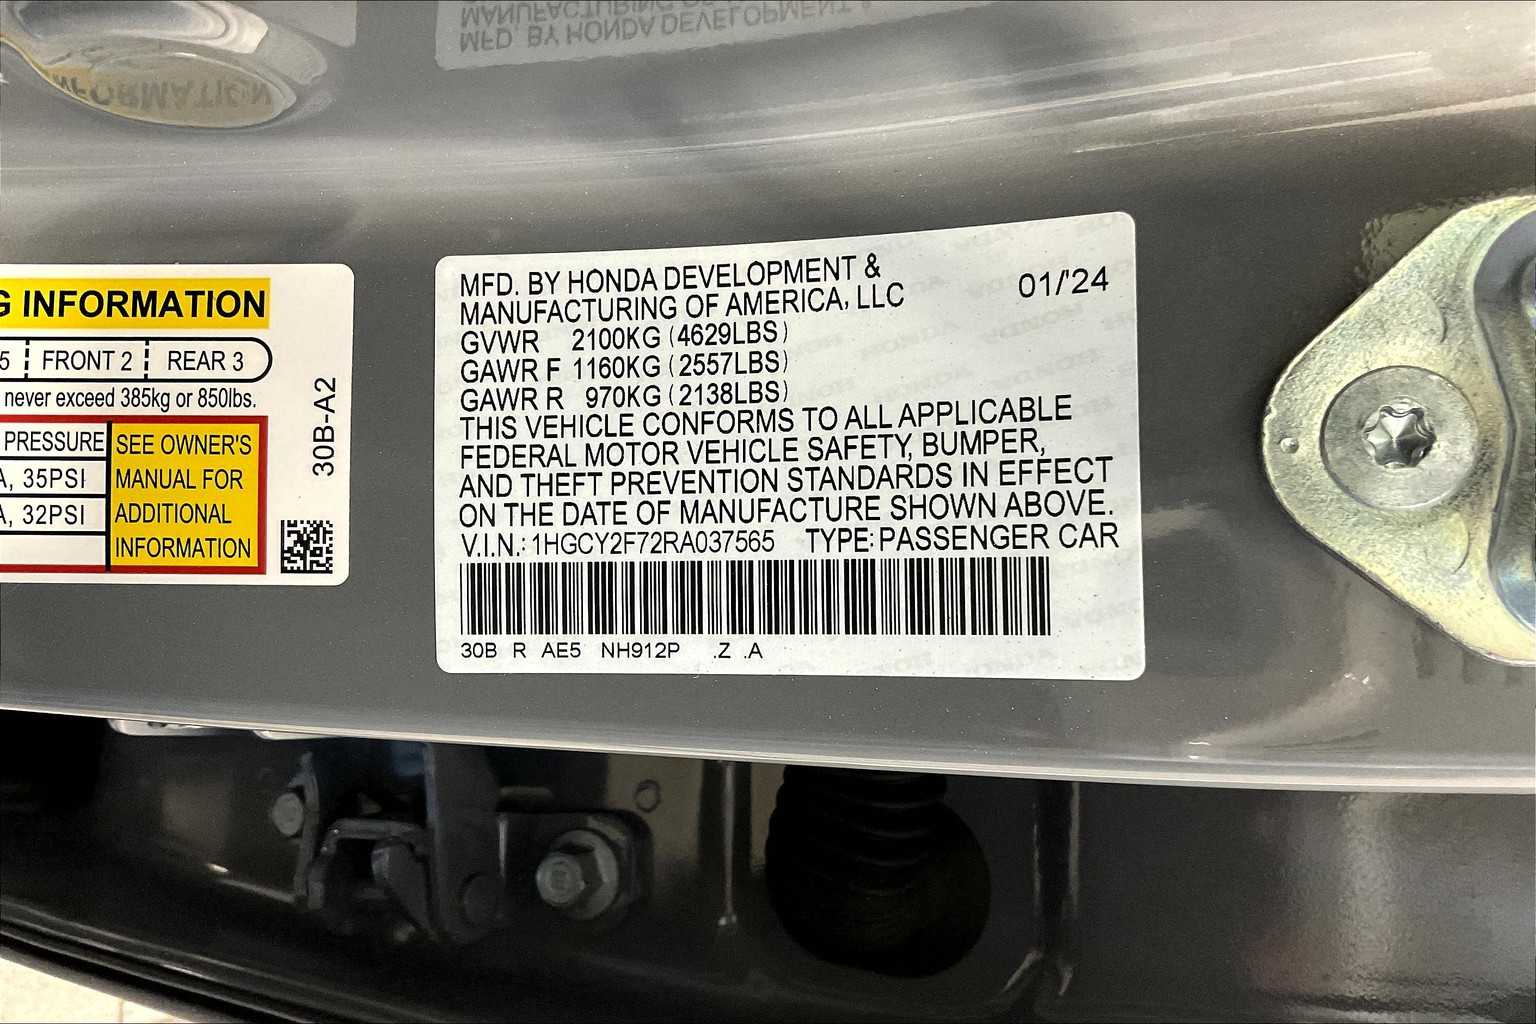 MANUFACTURING OF
MFD. BY HONDA DEVELOPMENT &
INFORMATION
G INFORMATION
5 FRONT 2 REAR 3
never exceed 385kg or 850lbs.
PRESSURE SEE OWNER'S
A, 35PSI MANUAL FOR
A, 32PSI ADDITIONAL
INFORMATION
30B-A2
MFD. BY HONDA DEVELOPMENT &
MANUFACTURING OF AMERICA, LLC 01/'24
GVWR 2100KG (4629LBS)
GAWR F 1160KG (2557LBS)
GAWR R 970KG (2138LBS)
THIS VEHICLE CONFORMS TO ALL APPLICABLE
FEDERAL MOTOR VEHICLE SAFETY, BUMPER,
AND THEFT PREVENTION STANDARDS IN EFFECT
ON THE DATE OF MANUFACTURE SHOWN ABOVE.
V.I.N.: 1HGCY2F72RA037565 TYPE: PASSENGER CAR
30B R AE5 NH912P .Z .A